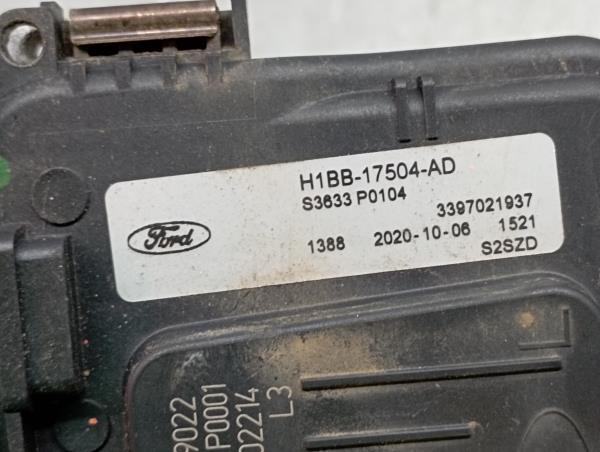 H1BB-17504-AD
S3633 P0104
3397021937
Ford
1388 2020-10-06 1521
S2SZD
9022
P0001
02214
L3